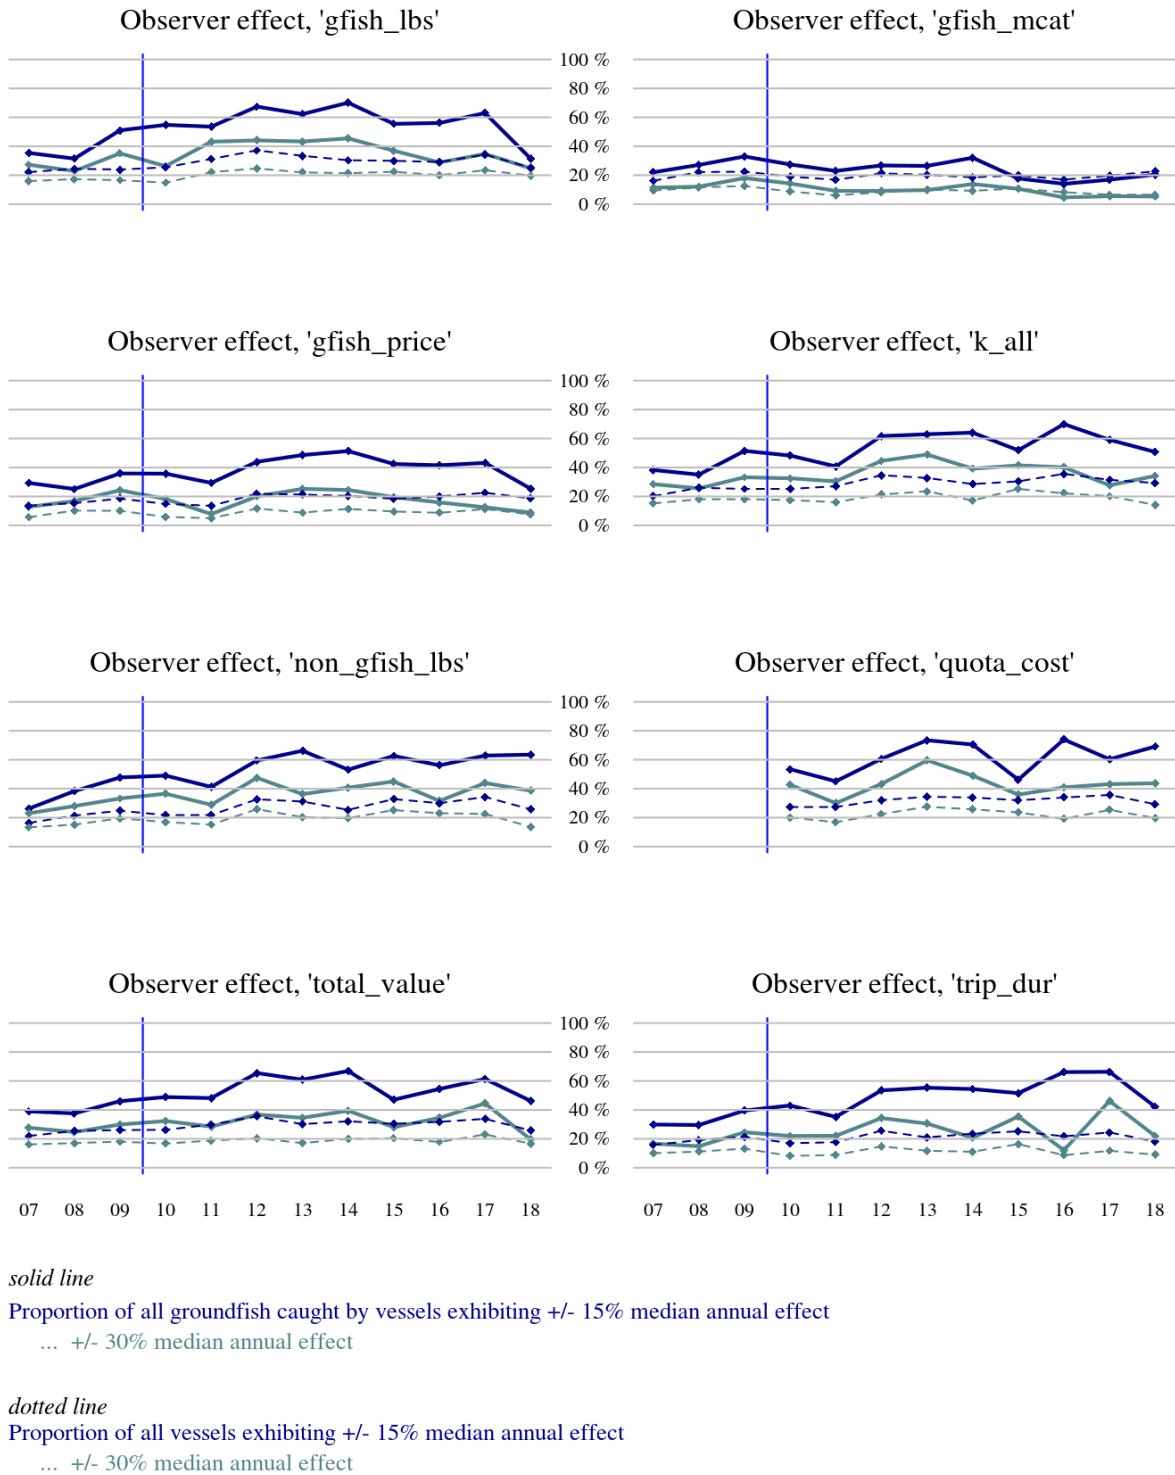 Observer effect, 'gfish_lbs'
Observer effect, 'gfish_mcat'
100 %
80 %
60 %
40 %
20 %
0 %
Observer effect, 'gfish_price'
Observer effect, 'k_all'
100 %
80 %
60 %
40 %
20 %
0 %
Observer effect, 'non_gfish_lbs'
Observer effect, 'quota_cost'
100 %
80 %
60 %
40 %
20 %
0 %
Observer effect, 'total_value'
Observer effect, 'trip_dur'
100 %
80 %
60 %
40 %
20 %
0 %
07 08 09 10 11 12 13 14 15 16 17 18
07 08 09 10 11 12 13 14 15 16 17 18
solid line
Proportion of all groundfish caught by vessels exhibiting +/- 15% median annual effect
... +/- 30% median annual effect
dotted line
Proportion of all vessels exhibiting +/- 15% median annual effect
... +/- 30% median annual effect